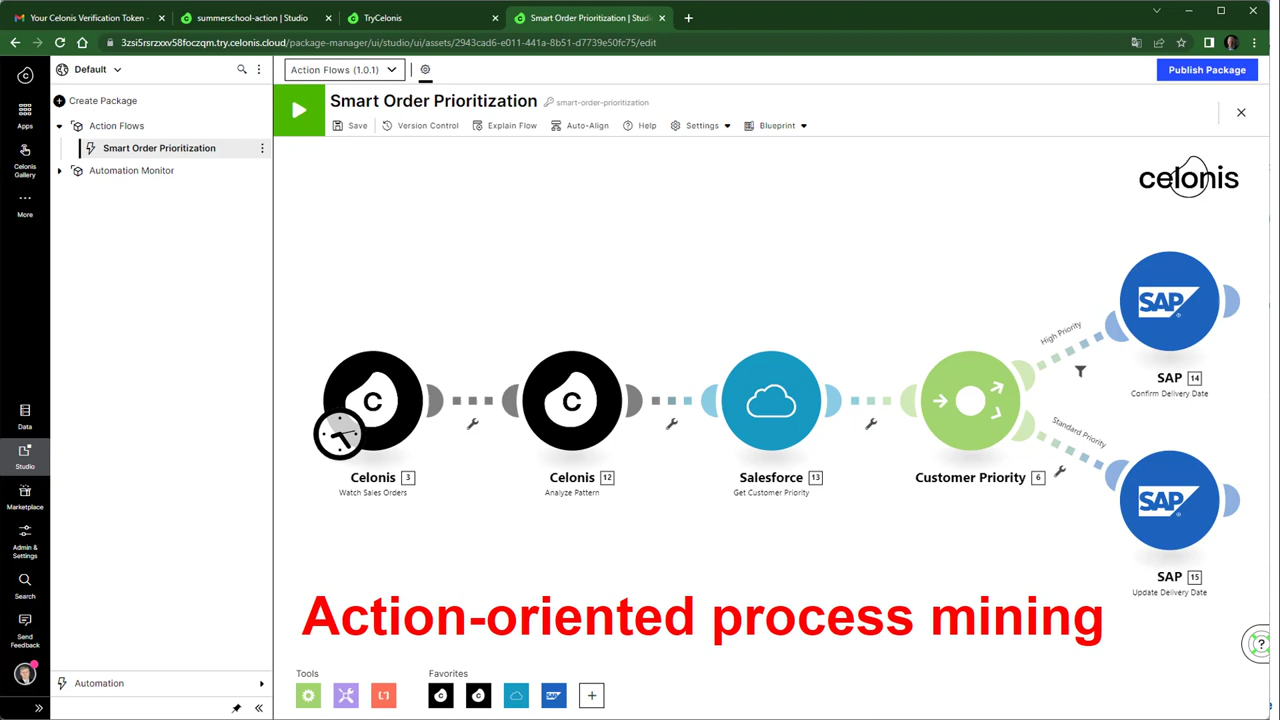 Your Celonis Verification Token -
summerschool-action | Studio
TryCelonis
Smart Order Prioritization | Studi
3zsi5rsrzxxv58foczqm.try.celonis.cloud/package-manager/ui/studio/ui/assets/2943cad6-e011-441a-8b51-d7739e50fc75/edit
Default
Action Flows (1.0.1)
Publish Package
Apps
Celonis
Gallery
More
Data
Studio
Marketplace
Admin &
Settings
Search
Send
Feedback
Create Package
Action Flows
Smart Order Prioritization
Automation Monitor
Automation
Smart Order Prioritization
smart-order-prioritization
Save
Version Control
Explain Flow
Auto-Align
Help
Settings
Blueprint
celonis
SAP
High Priority
SAP 14
Confirm Delivery Date
Standard Priority
C
C
Celonis 3
Watch Sales Orders
Celonis 12
Analyze Pattern
Salesforce 13
Get Customer Priority
Customer Priority 6
SAP
SAP 15
Update Delivery Date
Action-oriented process mining
Tools
Favorites